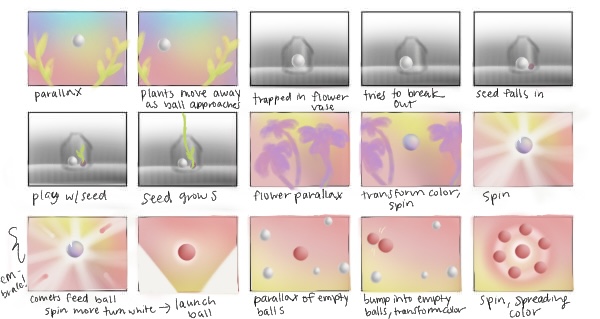 parallax
plants move away
as ball approaches
trapped in flower
vase
tries to break
out
seed falls in
play w/seed
seed grows
flower parallax
transform color,
spin
spin
comets feed ball
spin more turn white → launch
ball
parallax of empty
balls
bump into empty
balls, transform color
spin, spreading
color